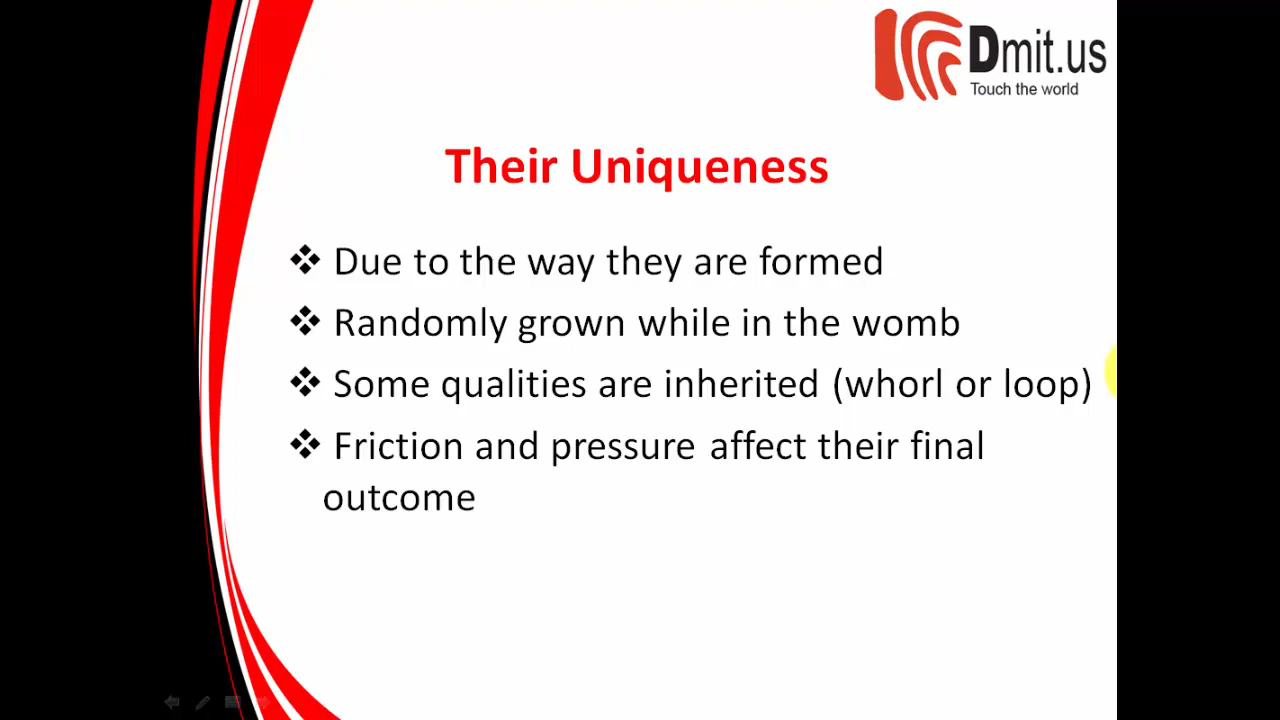 Dmit.us
Touch the world
Their Uniqueness
❖ Due to the way they are formed
❖ Randomly grown while in the womb
❖ Some qualities are inherited (whorl or loop)
❖ Friction and pressure affect their final
outcome